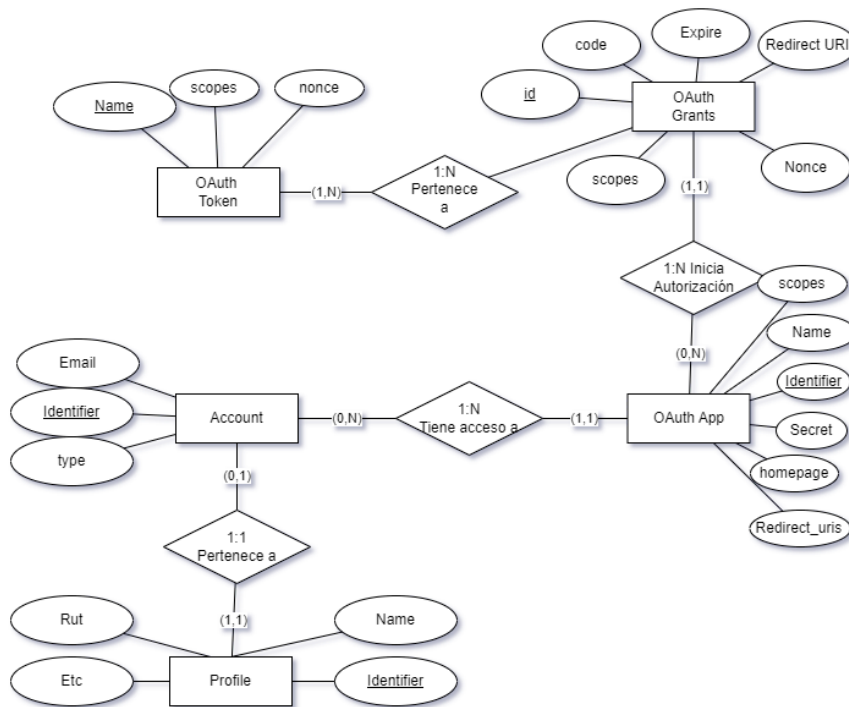 Expire
code
Redirect URI
scopes
nonce
Name
id
OAuth
Grants
OAuth
Token
(1,N)
1:N
Pertenece
a
scopes
Nonce
(1,1)
1:N Inicia
Autorización
scopes
Name
(0,N)
Email
Identifier
Identifier
Account
(0,N)
1:N
Tiene acceso a
(1,1)
OAuth App
Secret
type
homepage
(0,1)
Redirect_uris
1:1
Pertenece a
(1,1)
Rut
Name
Etc
Profile
Identifier